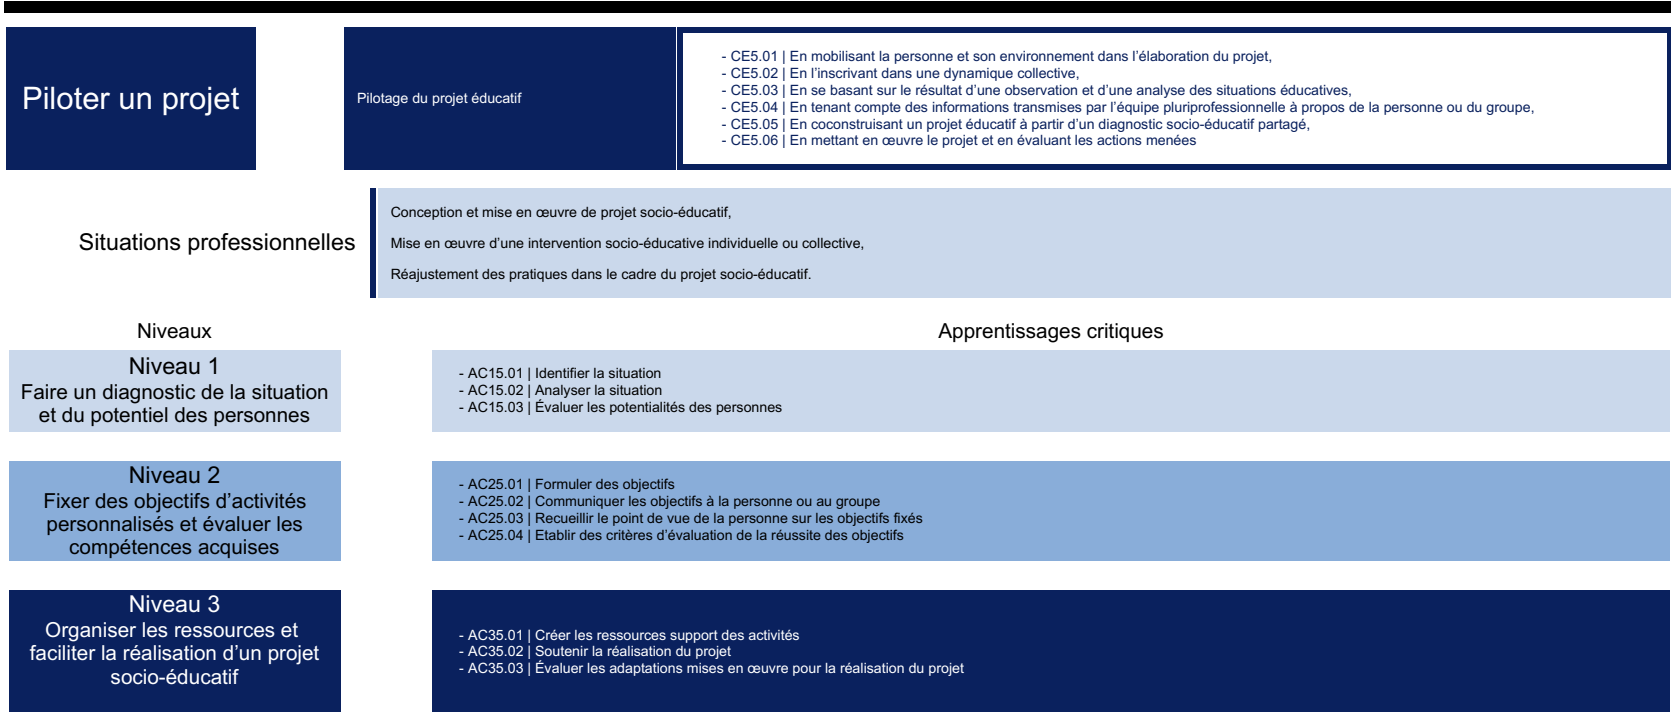 Piloter un projet
Pilotage du projet éducatif
- CE5.01 | En mobilisant la personne et son environnement dans l’élaboration du projet,
- CE5.02 | En l’inscrivant dans une dynamique collective,
- CE5.03 | En se basant sur le résultat d’une observation et d’une analyse des situations éducatives,
- CE5.04 | En tenant compte des informations transmises par l’équipe pluriprofessionnelle à propos de la personne ou du groupe,
- CE5.05 | En coconstruisant un projet éducatif à partir d’un diagnostic socio-éducatif partagé,
- CE5.06 | En mettant en œuvre le projet et en évaluant les actions menées
Situations professionnelles
Conception et mise en œuvre de projet socio-éducatif,
Mise en œuvre d’une intervention socio-éducative individuelle ou collective,
Réajustement des pratiques dans le cadre du projet socio-éducatif.
Niveaux
Apprentissages critiques
Niveau 1
Faire un diagnostic de la situation
et du potentiel des personnes
- AC15.01 | Identifier la situation
- AC15.02 | Analyser la situation
- AC15.03 | Évaluer les potentialités des personnes
Niveau 2
Fixer des objectifs d’activités
personnalisés et évaluer les
compétences acquises
- AC25.01 | Formuler des objectifs
- AC25.02 | Communiquer les objectifs à la personne ou au groupe
- AC25.03 | Recueillir le point de vue de la personne sur les objectifs fixés
- AC25.04 | Etablir des critères d’évaluation de la réussite des objectifs
Niveau 3
Organiser les ressources et
faciliter la réalisation d’un projet
socio-éducatif
- AC35.01 | Créer les ressources support des activités
- AC35.02 | Soutenir la réalisation du projet
- AC35.03 | Évaluer les adaptations mises en œuvre pour la réalisation du projet